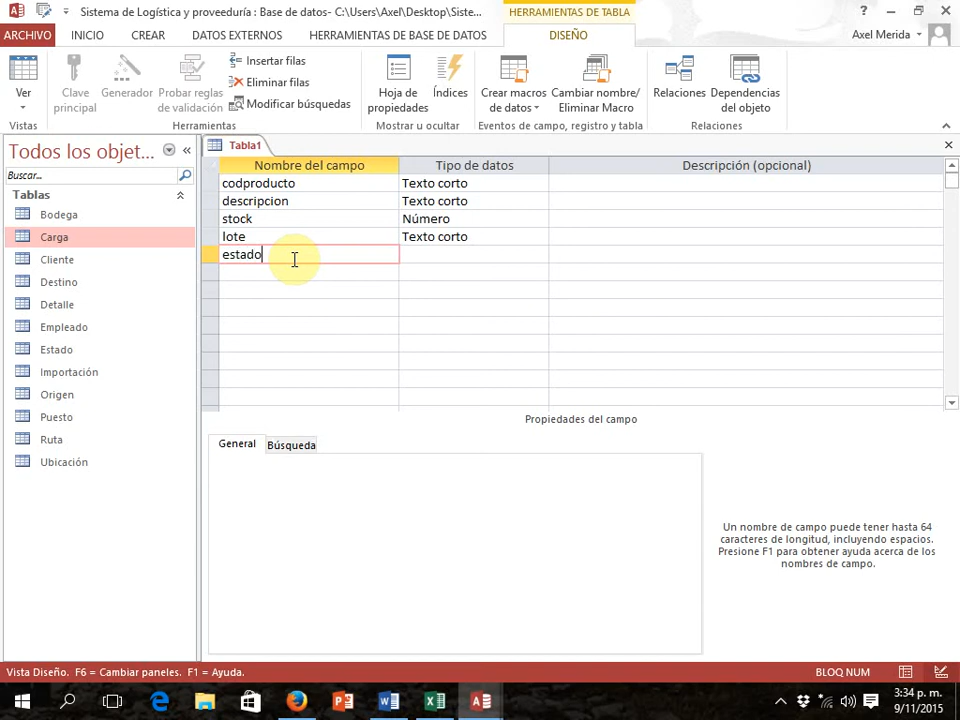 Sistema de Logística y proveeduría : Base de datos- C:\Users\Axel\Desktop\Siste...
HERRAMIENTAS DE TABLA
ARCHIVO
INICIO
CREAR
DATOS EXTERNOS
HERRAMIENTAS DE BASE DE DATOS
DISEÑO
Axel Merida
Ver
Clave principal
Generador
Probar reglas de validación
Insertar filas
Eliminar filas
Modificar búsquedas
Hoja de propiedades
Índices
Crear macros de datos
Cambiar nombre/ Eliminar Macro
Relaciones
Dependencias del objeto
Vistas
Herramientas
Mostrar u ocultar
Eventos de campo, registro y tabla
Relaciones
Todos los objet...
Buscar...
Tablas
Bodega
Carga
Cliente
Destino
Detalle
Empleado
Estado
Importación
Origen
Puesto
Ruta
Ubicación
Tabla1
Nombre del campo Tipo de datos Descripción (opcional)
codproducto Texto corto
descripcion Texto corto
stock Número
lote Texto corto
estado
Propiedades del campo
General
Búsqueda
Un nombre de campo puede tener hasta 64
caracteres de longitud, incluyendo espacios.
Presione F1 para obtener ayuda acerca de los
nombres de campo.
Vista Diseño. F6 = Cambiar paneles. F1 = Ayuda.
BLOQ NUM
3:34 p. m.
9/11/2015